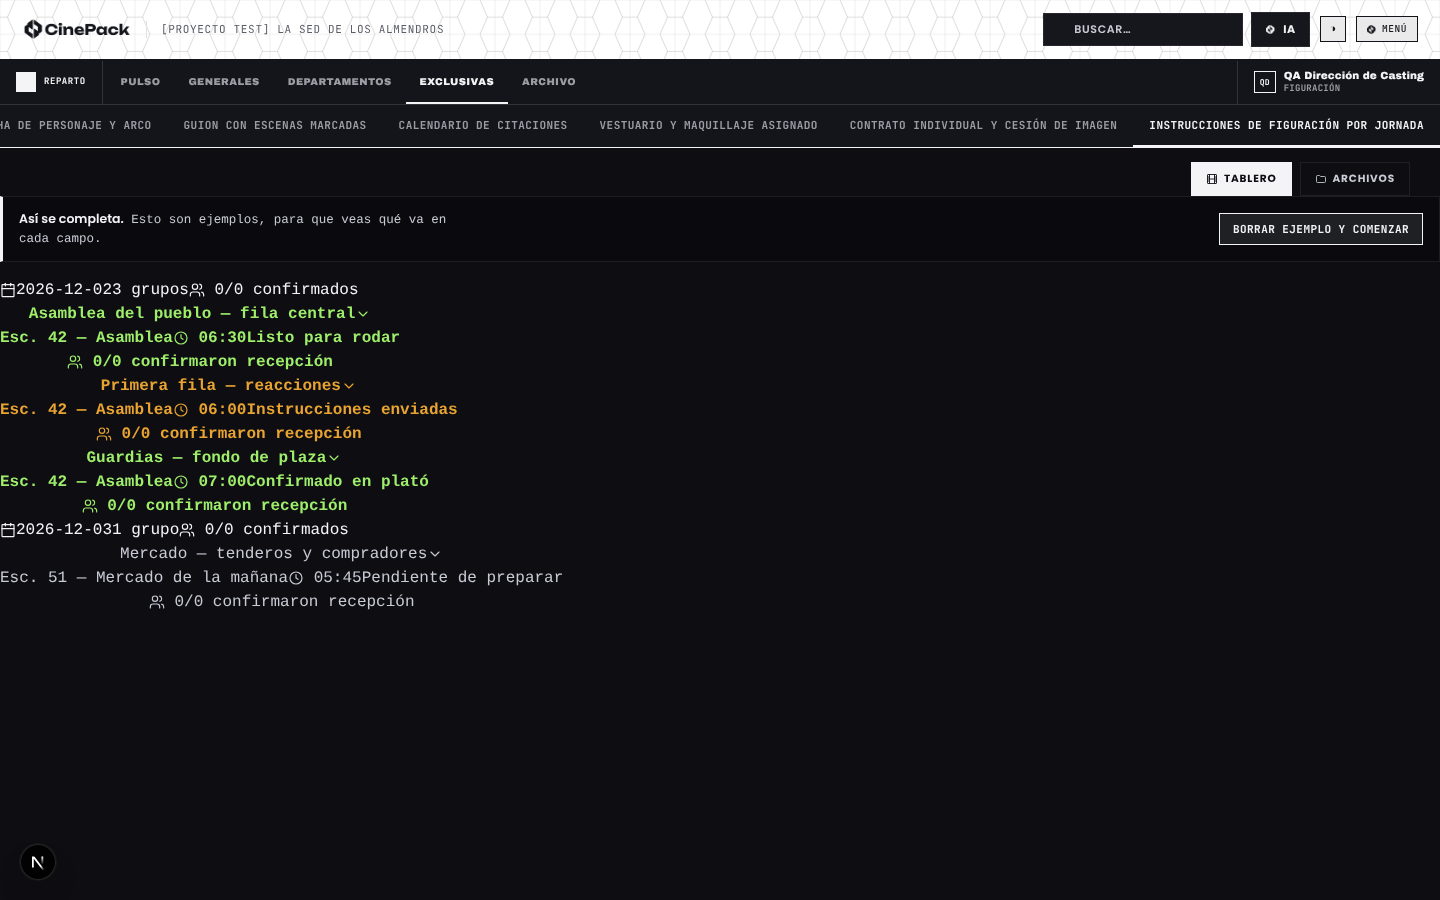 CinePack
[PROYECTO TEST] LA SED DE LOS ALMENDROS
BUSCAR…
IA
MENÚ
REPARTO
PULSO
GENERALES
DEPARTAMENTOS
EXCLUSIVAS
ARCHIVO
QD
QA Dirección de Casting
FIGURACIÓN
HA DE PERSONAJE Y ARCO
GUION CON ESCENAS MARCADAS
CALENDARIO DE CITACIONES
VESTUARIO Y MAQUILLAJE ASIGNADO
CONTRATO INDIVIDUAL Y CESIÓN DE IMAGEN
INSTRUCCIONES DE FIGURACIÓN POR JORNADA
TABLERO
ARCHIVOS
Así se completa. Esto son ejemplos, para que veas qué va en
cada campo.
BORRAR EJEMPLO Y COMENZAR
2026-12-023 grupos 0/0 confirmados
Asamblea del pueblo — fila central
Esc. 42 — Asamblea 06:30Listo para rodar
0/0 confirmaron recepción
Primera fila — reacciones
Esc. 42 — Asamblea 06:00Instrucciones enviadas
0/0 confirmaron recepción
Guardias — fondo de plaza
Esc. 42 — Asamblea 07:00Confirmado en plató
0/0 confirmaron recepción
2026-12-031 grupo 0/0 confirmados
Mercado — tenderos y compradores
Esc. 51 — Mercado de la mañana 05:45Pendiente de preparar
0/0 confirmaron recepción
N